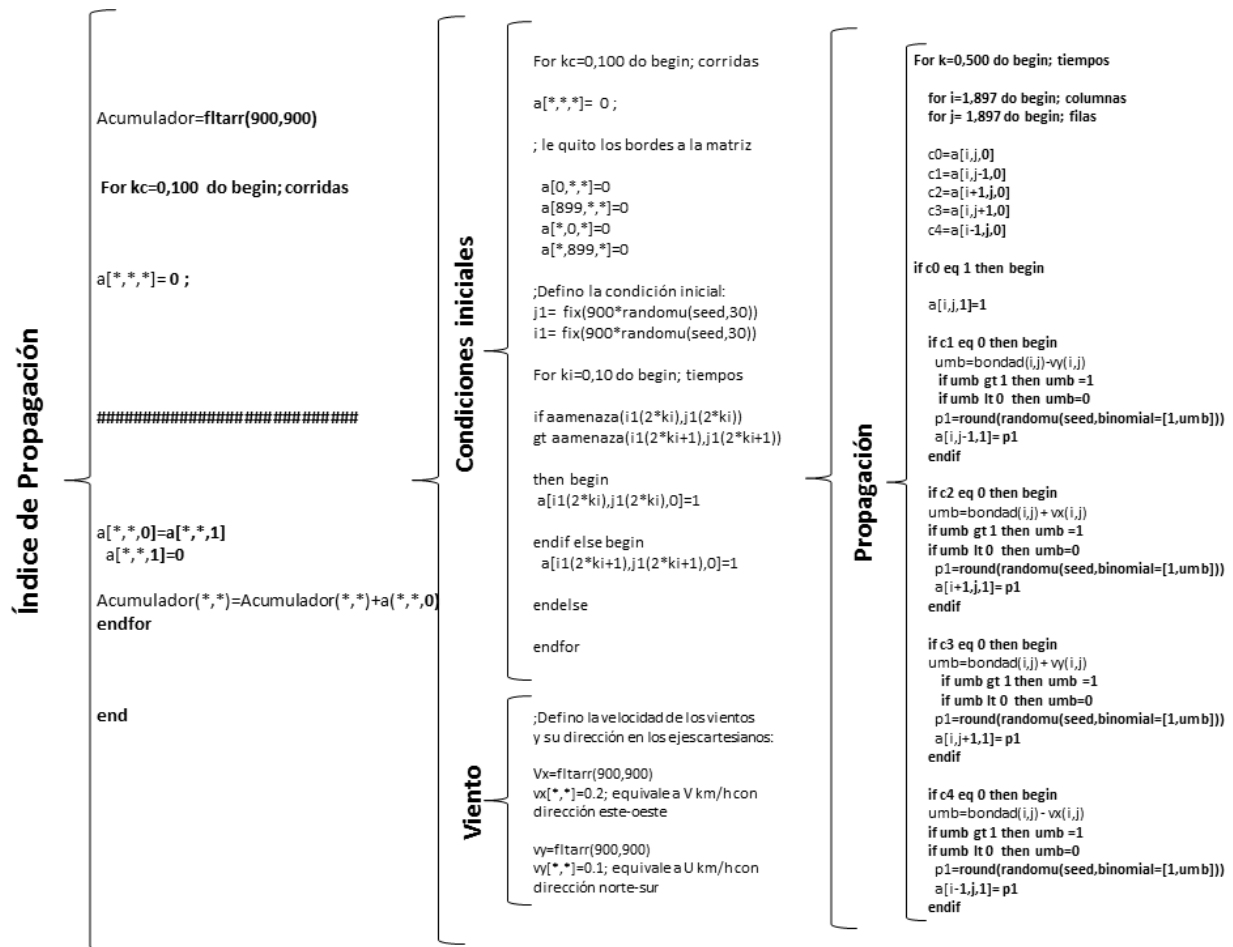 Índice de Propagación
Acumulador=fltarr(900,900)
For kc=0,100 do begin; corridas
a[*,*,*]= 0 ;
#############################
a[*,*,0]=a[*,*,1]
a[*,*,1]=0
Acumulador(*,*)=Acumulador(*,*)+a(*,*,0)
endfor
end
Condiciones iniciales
For kc=0,100 do begin; corridas
a[*,*,*]= 0 ;
; le quito los bordes a la matriz
a[0,*,*]=0
a[899,*,*]=0
a[*,0,*]=0
a[*,899,*]=0
;Defino la condición inicial:
j1= fix(900*randomu(seed,30))
i1= fix(900*randomu(seed,30))
For ki=0,10 do begin; tiempos
if aamenaza(i1(2*ki),j1(2*ki))
gt aamenaza(i1(2*ki+1),j1(2*ki+1))
then begin
a[i1(2*ki),j1(2*ki),0]=1
endif else begin
a[i1(2*ki+1),j1(2*ki+1),0]=1
endelse
endfor
Viento
;Defino la velocidad de los vientos
y su dirección en los ejescartesianos:
Vx=fltarr(900,900)
vx[*,*]=0.2; equivale a V km/h con
dirección este-oeste
vy=fltarr(900,900)
vy[*,*]=0.1; equivale a U km/h con
dirección norte-sur
Propagación
For k=0,500 do begin; tiempos
for i=1,897 do begin; columnas
for j= 1,897 do begin; filas
c0=a[i,j,0]
c1=a[i,j-1,0]
c2=a[i+1,j,0]
c3=a[i,j+1,0]
c4=a[i-1,j,0]
if c0 eq 1 then begin
a[i,j,1]=1
if c1 eq 0 then begin
umb=bondad(i,j)-vy(i,j)
if umb gt 1 then umb =1
if umb lt 0 then umb=0
p1=round(randomu(seed,binomial=[1,umb]))
a[i,j-1,1]= p1
endif
if c2 eq 0 then begin
umb=bondad(i,j)+ vx(i,j)
if umb gt 1 then umb =1
if umb lt 0 then umb=0
p1=round(randomu(seed,binomial=[1,umb]))
a[i+1,j,1]= p1
endif
if c3 eq 0 then begin
umb=bondad(i,j)+ vy(i,j)
if umb gt 1 then umb =1
if umb lt 0 then umb=0
p1=round(randomu(seed,binomial=[1,umb]))
a[i,j+1,1]= p1
endif
if c4 eq 0 then begin
umb=bondad(i,j)- vx(i,j)
if umb gt 1 then umb =1
if umb lt 0 then umb=0
p1=round(randomu(seed,binomial=[1,umb]))
a[i-1,j,1]= p1
endif